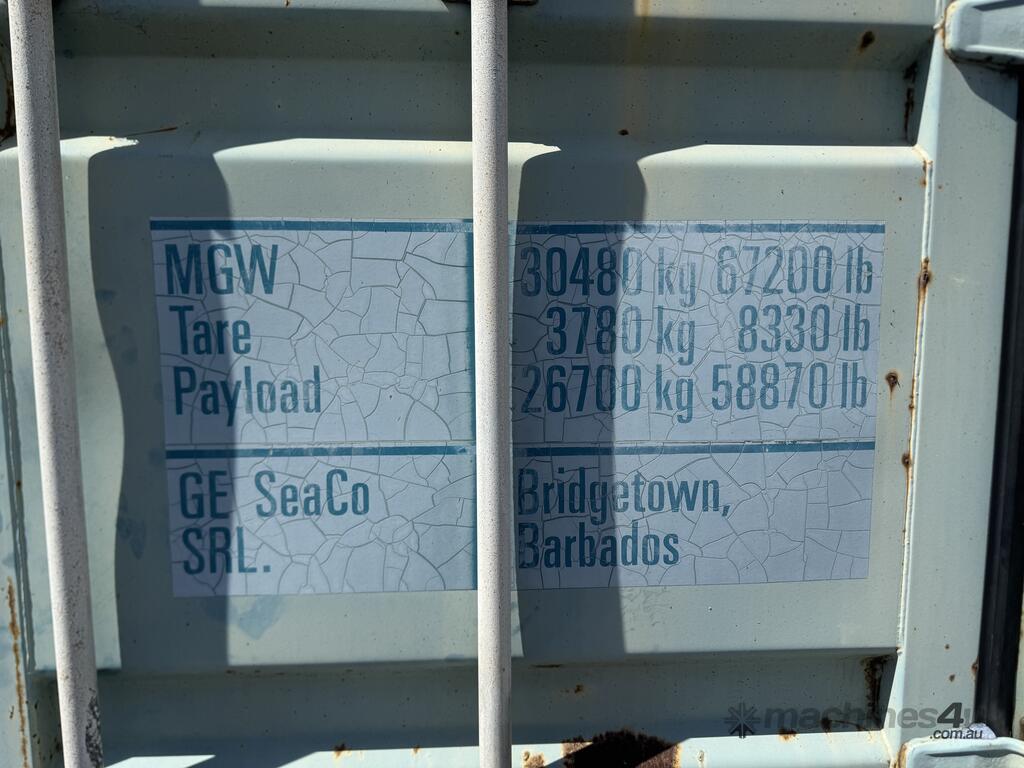 MGW 30480 kg 67200 lb
Tare 3780 kg 8330 lb
Payload 26700 kg 58870 lb
GE SeaCo Bridgetown,
SRL. Barbados
machines4u
.com.au